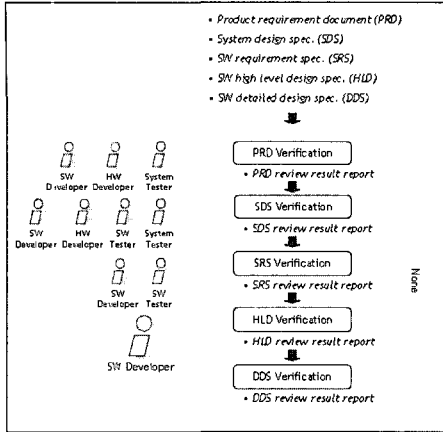 • Product requirement document (PRD)
• System design spec. (SDS)
• SW requirement spec. (SRS)
• SW high level design spec. (HLD)
• SW detailed design spec. (DDS)
PRD Verification
• PRD review result report
SW Developer
HW Developer
System Tester
SDS Verification
• SDS review result report
SW Developer
HW Developer
SW Tester
System Tester
SRS Verification
• SRS review result report
SW Developer
SW Tester
HLD Verification
• HLD review result report
SW Developer
DDS Verification
• DDS review result report
None